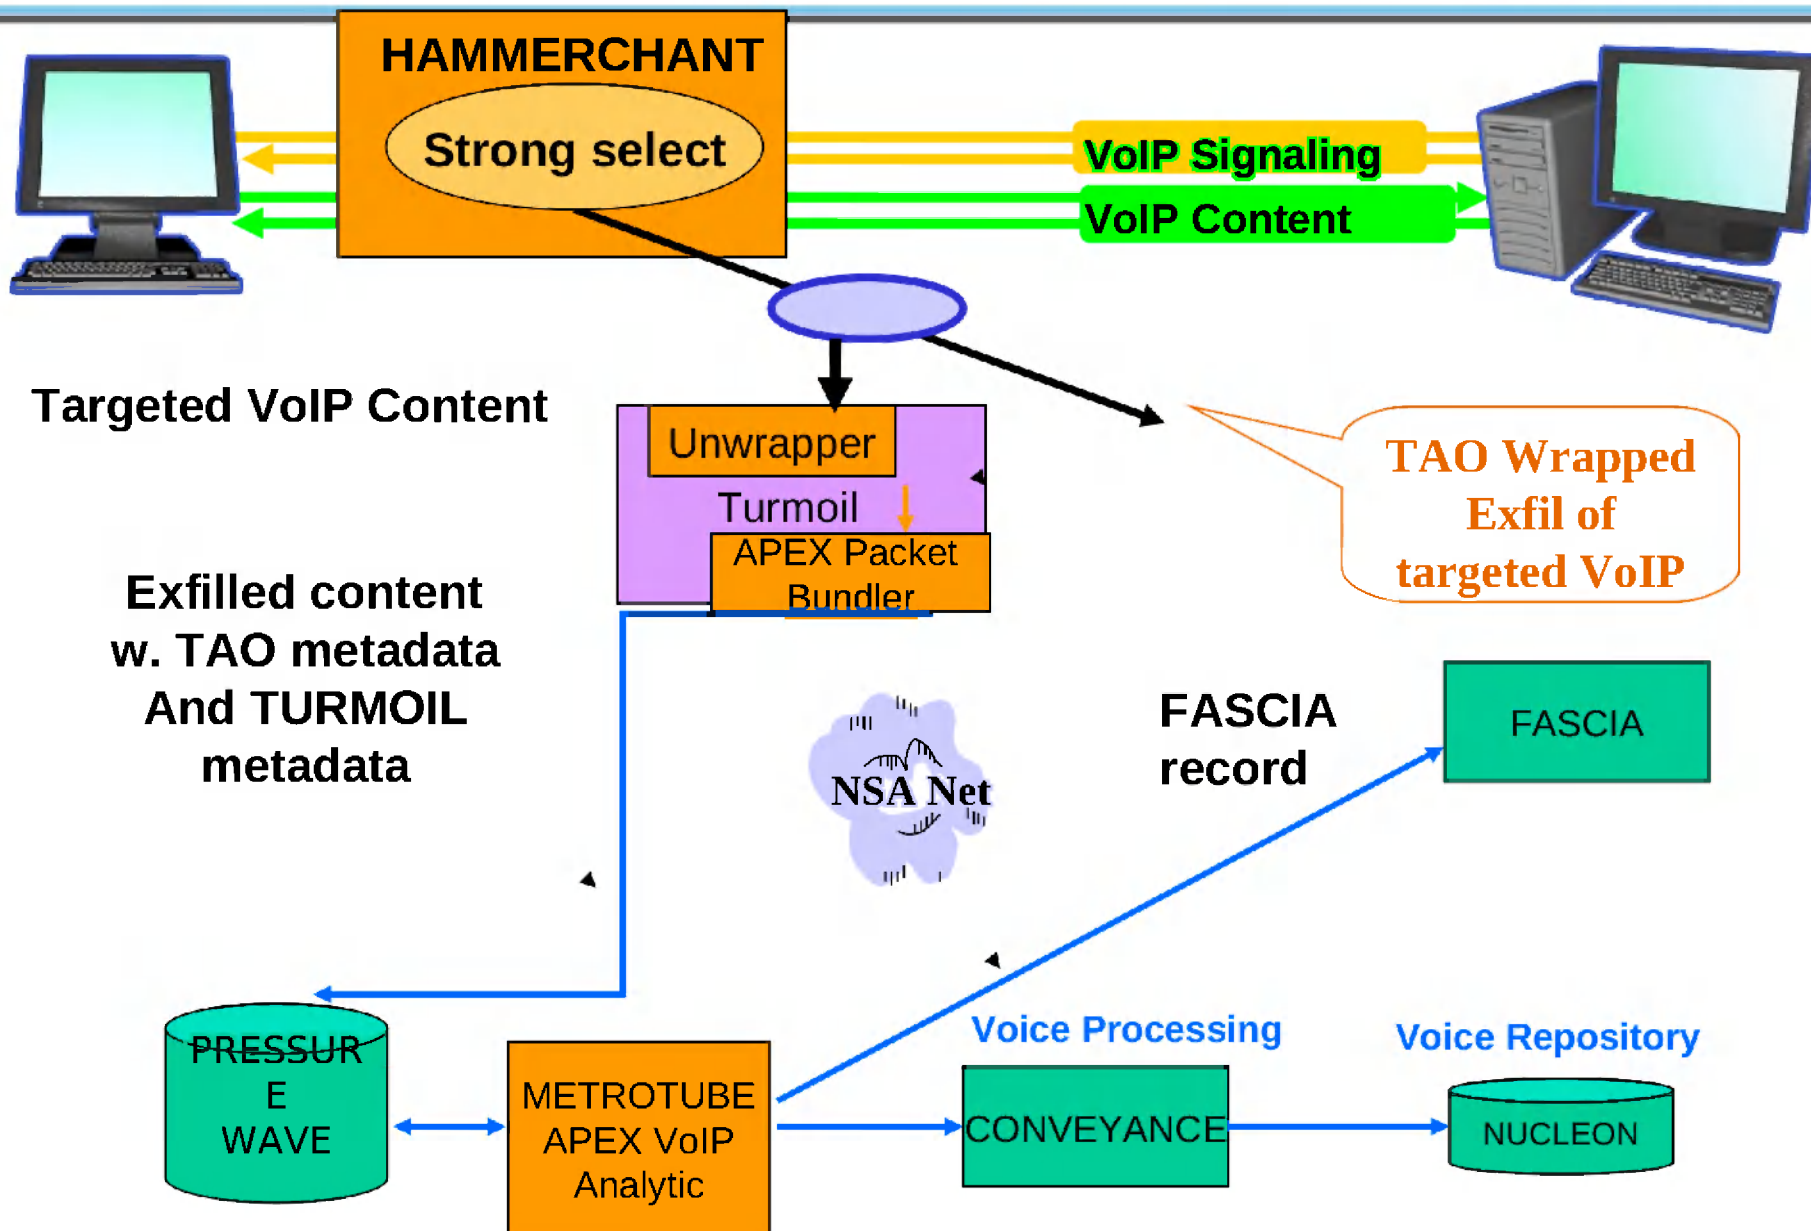 HAMMERCHANT
Strong select
VoIP Signaling
VoIP Content
Targeted VoIP Content
Unwrapper
Turmoil
APEX Packet
Bundler
TAO Wrapped
Exfil of
targeted VoIP
Exfilled content
w. TAO metadata
And TURMOIL
metadata
NSA Net
FASCIA
record
FASCIA
PRESSUR
E
WAVE
METROTUBE
APEX VoIP
Analytic
Voice Processing
CONVEYANCE
Voice Repository
NUCLEON